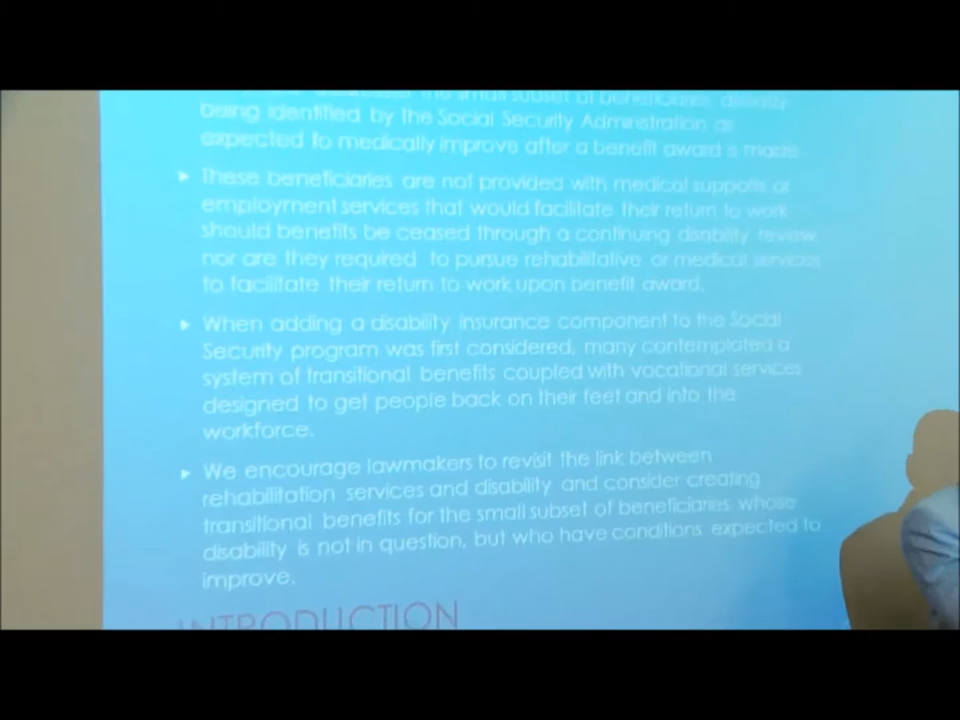 the small subset of beneficiaries already
being identified by the Social Security Adminstration as
expected to medically improve after a benefit award is made.
These beneficiaries are not provided with medical supports or
employment services that would facilitate their return to work
should benefits be ceased through a continuing disability review,
nor are they required to pursue rehabilitative or medical services
to facilitate their return to work upon benefit award.
When adding a disability insurance component to the Social
Security program was first considered, many contemplated a
system of transitional benefits coupled with vocational services
designed to get people back on their feet and into the
workforce.
We encourage lawmakers to revisit the link between
rehabilitation services and disability and consider creating
transitional benefits for the small subset of beneficiaries whose
disability is not in question, but who have conditions expected to
improve.
INTRODUCTION